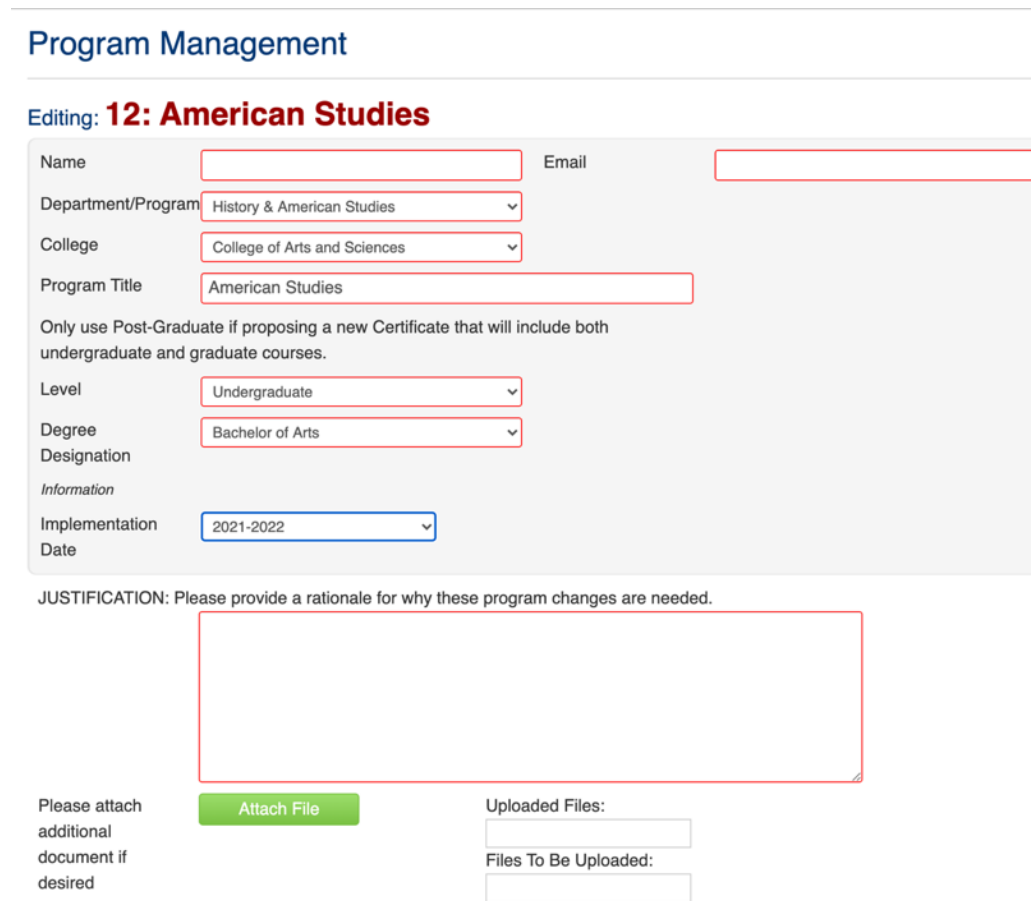 Program Management
Editing: 12: American Studies
Name Email
Department/Program History & American Studies
College College of Arts and Sciences
Program Title American Studies
Only use Post-Graduate if proposing a new Certificate that will include both
undergraduate and graduate courses.
Level Undergraduate
Degree Bachelor of Arts
Designation
Information
Implementation 2021-2022
Date
JUSTIFICATION: Please provide a rationale for why these program changes are needed.
Please attach Attach File Uploaded Files:
additional
document if Files To Be Uploaded:
desired